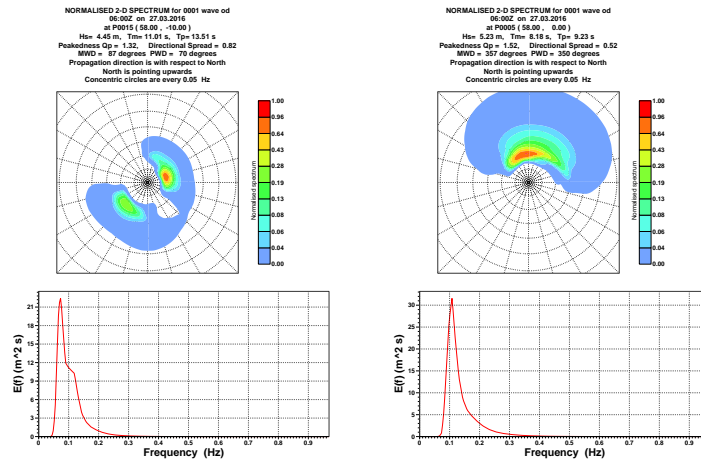 NORMALISED 2-D SPECTRUM for 0001 wave od
06:00Z on 27.03.2016
at P0015 ( 58.00 , -10.00)
Hs= 4.45 m, Tm= 11.01 s, Tp= 13.51 s
Peakedness Qp = 1.32, Directional Spread = 0.82
MWD = 87 degrees PWD = 70 degrees
Propagation direction is with respect to North
North is pointing upwards
Concentric circles are every 0.05 Hz
1.00
0.96
0.64
0.43
0.28
0.19
0.13
0.08
0.06
0.04
0.00
Normalised spectrum
21
18
15
12
9
6
3
0
E(f) (m^2 s)
0 0.1 0.2 0.3 0.4 0.5 0.6 0.7 0.8 0.9
Frequency (Hz)
NORMALISED 2-D SPECTRUM for 0001 wave od
06:00Z on 27.03.2016
at P0005 ( 58.00 , 0.00)
Hs= 5.23 m, Tm= 8.18 s, Tp= 9.23 s
Peakedness Qp = 1.52, Directional Spread = 0.52
MWD = 357 degrees PWD = 350 degrees
Propagation direction is with respect to North
North is pointing upwards
Concentric circles are every 0.05 Hz
1.00
0.96
0.64
0.43
0.28
0.19
0.13
0.08
0.06
0.04
0.00
Normalised spectrum
30
25
20
15
10
5
0
E(f) (m^2 s)
0 0.1 0.2 0.3 0.4 0.5 0.6 0.7 0.8 0.9
Frequency (Hz)